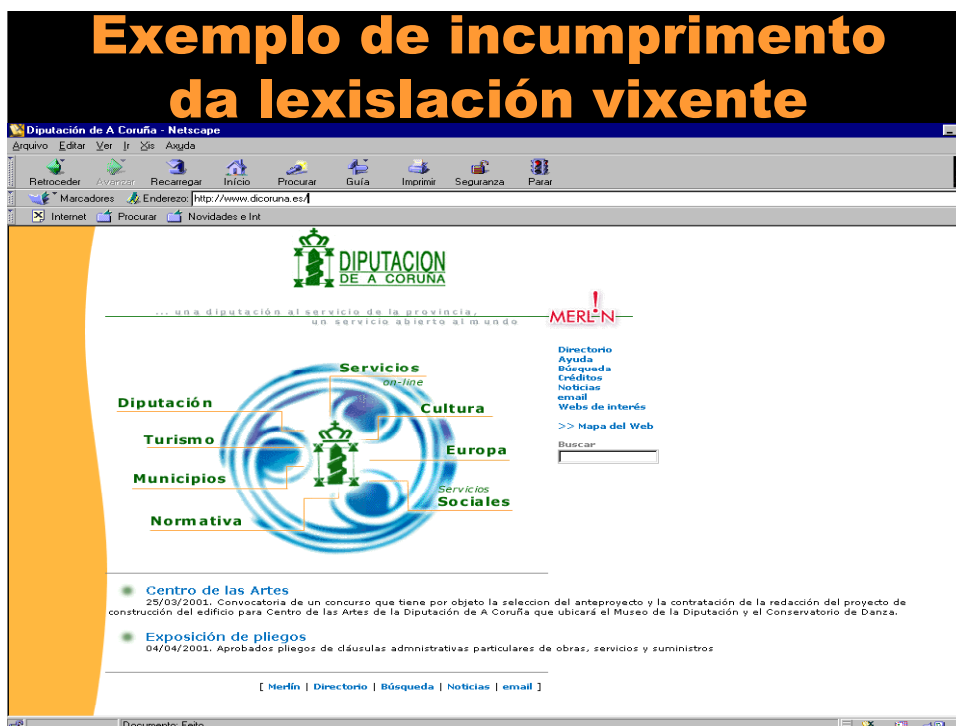 Exemplo de incumprimento
da lexislación vixente
Diputación de A Coruña - Netscape
Arquivo Editar Ver Ir Xis Axuda
Retroceder Avanzar Recarregar Início Procurar Guía Imprimir Seguranza Parar
Marcadores Enderezo: http://www.dicoruna.es/
Internet Procurar Novidades e Int
DIPUTACION
DE A CORUÑA
... una diputación al servicio de la provincia,
un servicio abierto al mundo
MERL!N
Directorio
Ayuda
Búsqueda
Créditos
Noticias
email
Webs de interés
>> Mapa del Web
Buscar
Servicios
on-line
Diputación
Cultura
Turismo
Europa
Municipios
Servicios
Sociales
Normativa
Centro de las Artes
25/03/2001. Convocatoria de un concurso que tiene por objeto la seleccion del anteproyecto y la contratación de la redacción del proyecto de
construcción del edificio para Centro de las Artes de la Diputación de A Coruña que ubicará el Museo de la Diputación y el Conservatorio de Danza.
Exposición de pliegos
04/04/2001. Aprobados pliegos de cláusulas admnistrativas particulares de obras, servicios y suministros
[ Merlín | Directorio | Búsqueda | Noticias | email ]
Documento: Feito